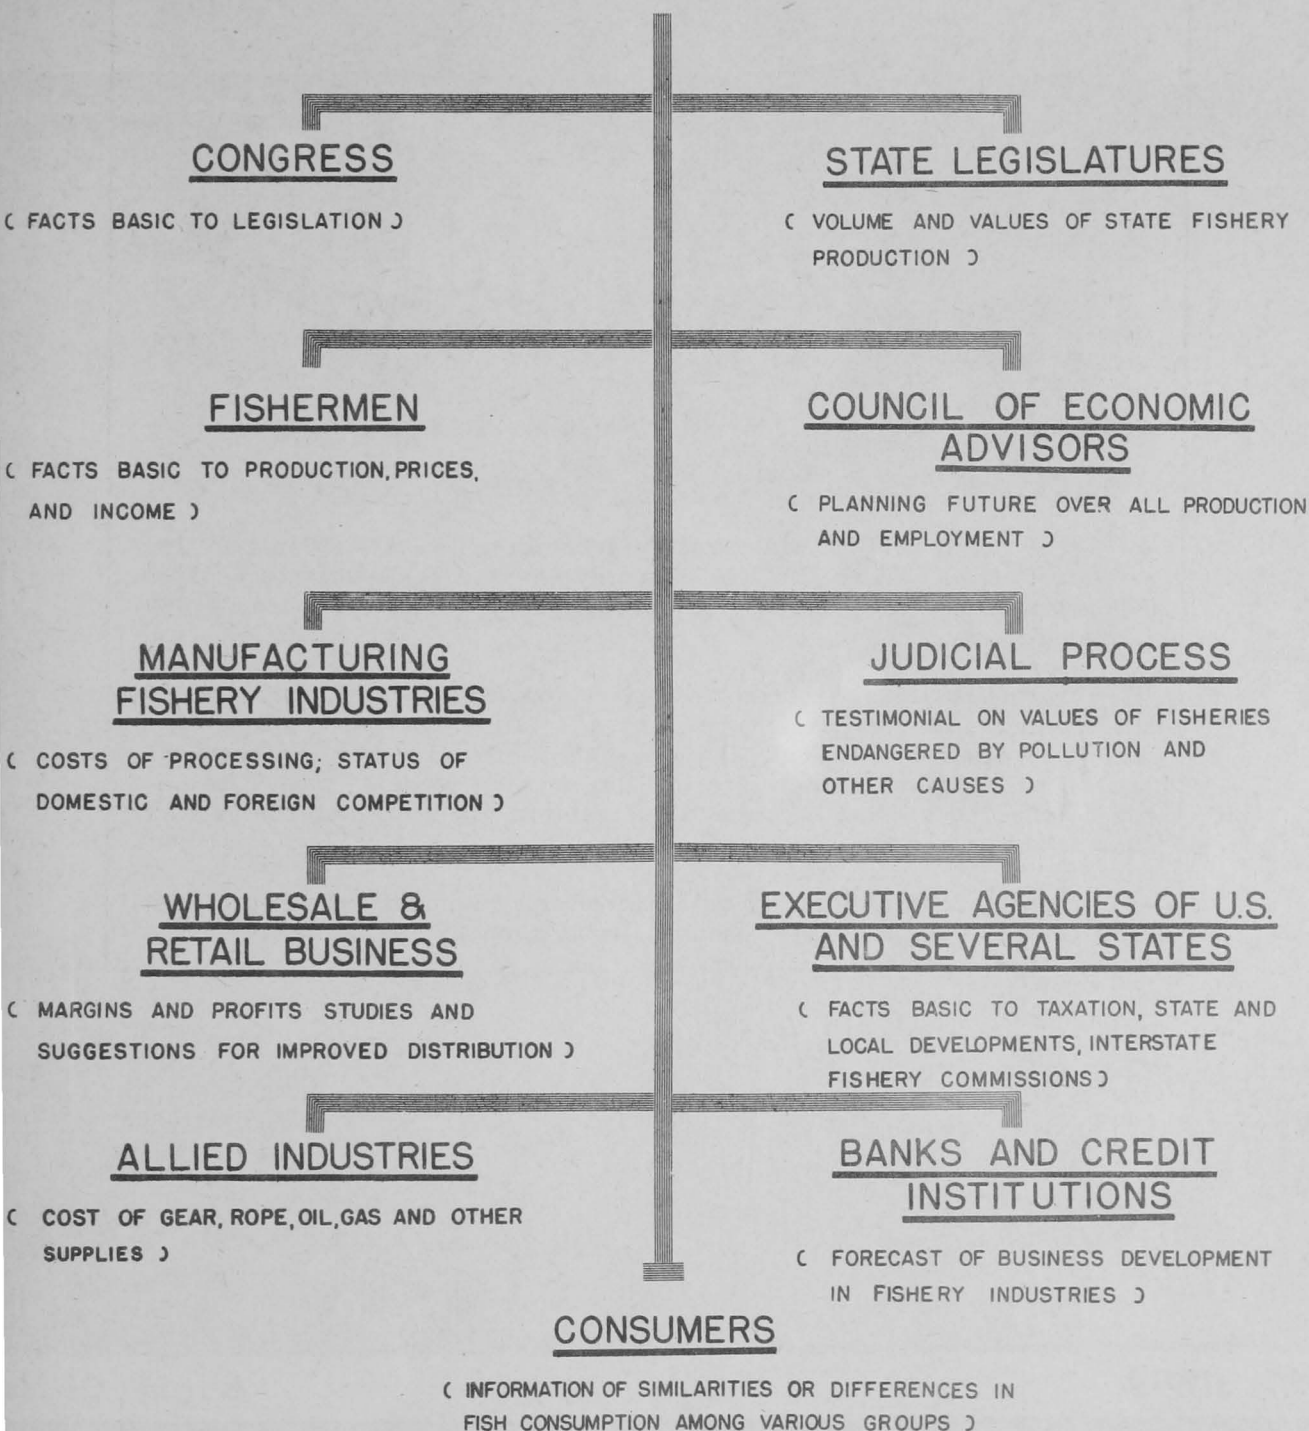 CONGRESS
( FACTS BASIC TO LEGISLATION )
STATE LEGISLATURES
( VOLUME AND VALUES OF STATE FISHERY
PRODUCTION )
FISHERMEN
( FACTS BASIC TO PRODUCTION, PRICES,
AND INCOME )
COUNCIL OF ECONOMIC
ADVISORS
( PLANNING FUTURE OVER ALL PRODUCTION
AND EMPLOYMENT )
MANUFACTURING
FISHERY INDUSTRIES
( COSTS OF PROCESSING; STATUS OF
DOMESTIC AND FOREIGN COMPETITION )
JUDICIAL PROCESS
( TESTIMONIAL ON VALUES OF FISHERIES
ENDANGERED BY POLLUTION AND
OTHER CAUSES )
WHOLESALE &
RETAIL BUSINESS
( MARGINS AND PROFITS STUDIES AND
SUGGESTIONS FOR IMPROVED DISTRIBUTION )
EXECUTIVE AGENCIES OF U.S.
AND SEVERAL STATES
( FACTS BASIC TO TAXATION, STATE AND
LOCAL DEVELOPMENTS, INTERSTATE
FISHERY COMMISSIONS )
ALLIED INDUSTRIES
( COST OF GEAR, ROPE, OIL, GAS AND OTHER
SUPPLIES )
BANKS AND CREDIT
INSTITUTIONS
( FORECAST OF BUSINESS DEVELOPMENT
IN FISHERY INDUSTRIES )
CONSUMERS
( INFORMATION OF SIMILARITIES OR DIFFERENCES IN
FISH CONSUMPTION AMONG VARIOUS GROUPS )